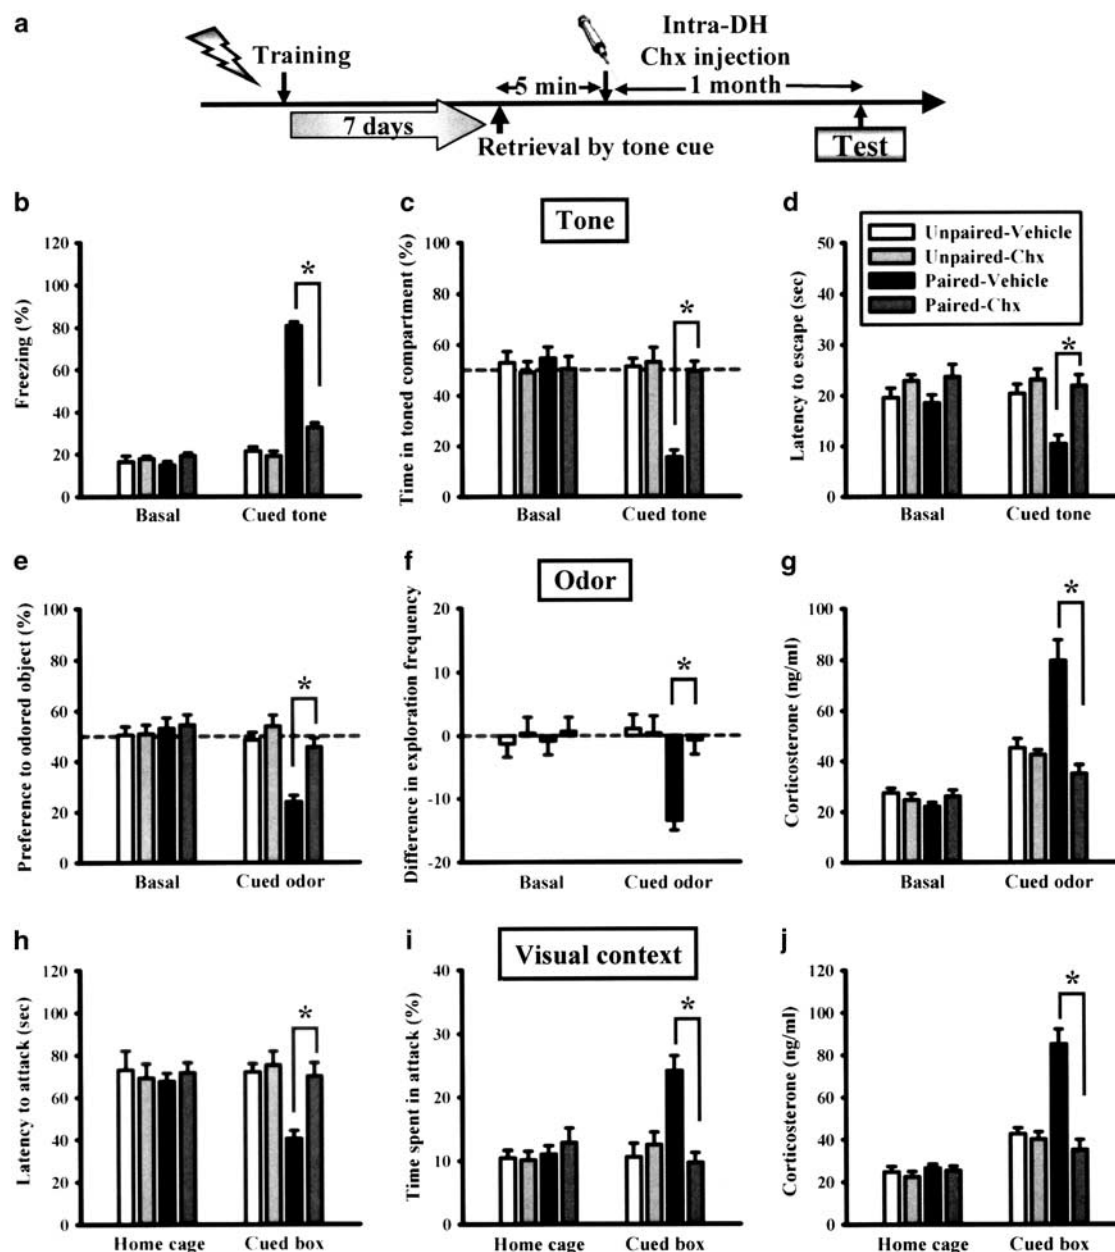 a
Training
Intra-DH
Chx injection
5 min
1 month
7 days
Retrieval by tone cue
Test
b
Freezing (%)
120
100
80
60
40
20
0
*
Basal
Cued tone
c
Tone
Time in toned compartment (%)
100
80
60
40
20
0
*
Basal
Cued tone
d
Unpaired-Vehicle
Unpaired-Chx
Paired-Vehicle
Paired-Chx
Latency to escape (sec)
50
40
30
20
10
0
*
Basal
Cued tone
e
Preference to odored object (%)
100
80
60
40
20
0
*
Basal
Cued odor
f
Odor
Difference in exploration frequency
20
10
0
-10
-20
*
Basal
Cued odor
g
Corticosterone (ng/ml)
100
80
60
40
20
0
*
Basal
Cued odor
h
Latency to attack (sec)
120
100
80
60
40
20
0
*
Home cage
Cued box
i
Visual context
Time spent in attack (%)
40
30
20
10
0
*
Home cage
Cued box
j
Corticosterone (ng/ml)
120
100
80
60
40
20
0
*
Home cage
Cued box